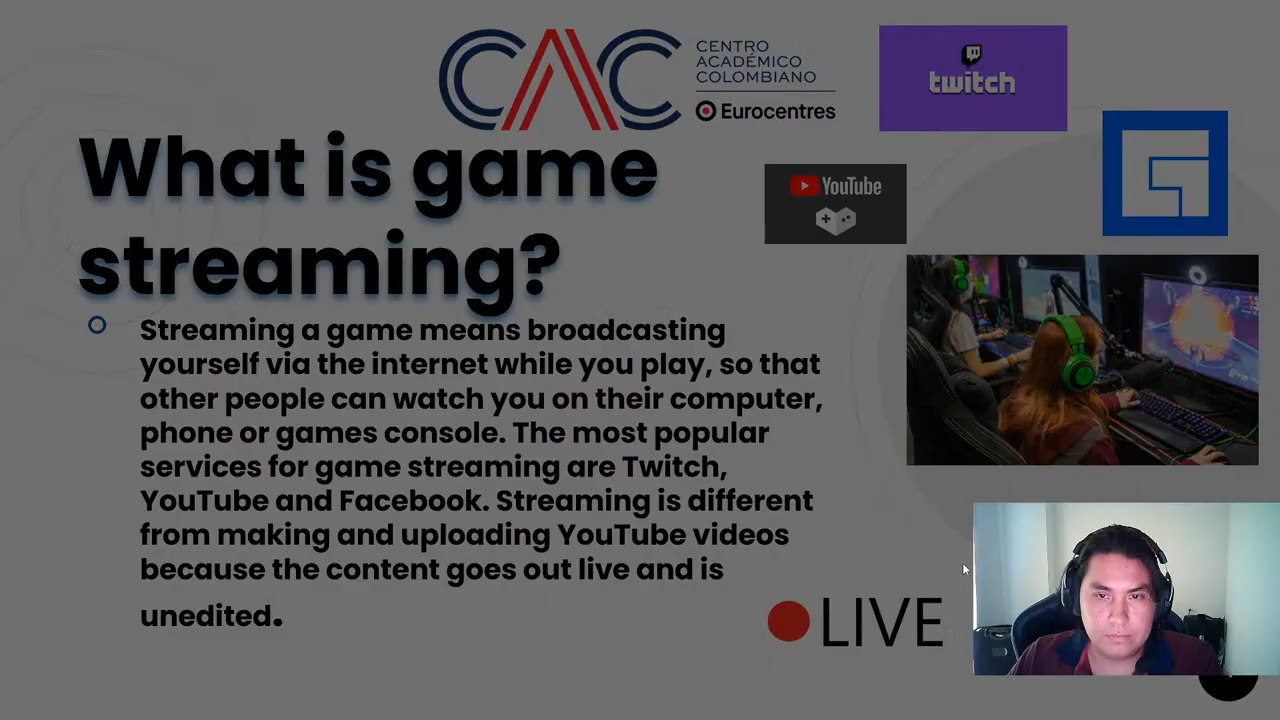 CAC
CENTRO
ACADÉMICO
COLOMBIANO
Eurocentres
twitch
YouTube
What is game
streaming?
Streaming a game means broadcasting
yourself via the internet while you play, so that
other people can watch you on their computer,
phone or games console. The most popular
services for game streaming are Twitch,
YouTube and Facebook. Streaming is different
from making and uploading YouTube videos
because the content goes out live and is
unedited.
LIVE